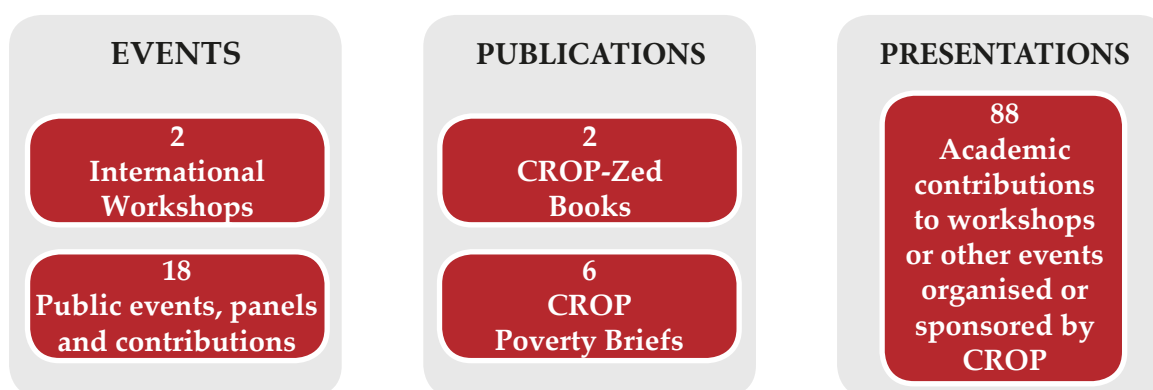 EVENTS
2
International
Workshops
18
Public events, panels
and contributions
PUBLICATIONS
2
CROP-Zed
Books
6
CROP
Poverty Briefs
PRESENTATIONS
88
Academic
contributions
to workshops
or other events
organised or
sponsored by
CROP